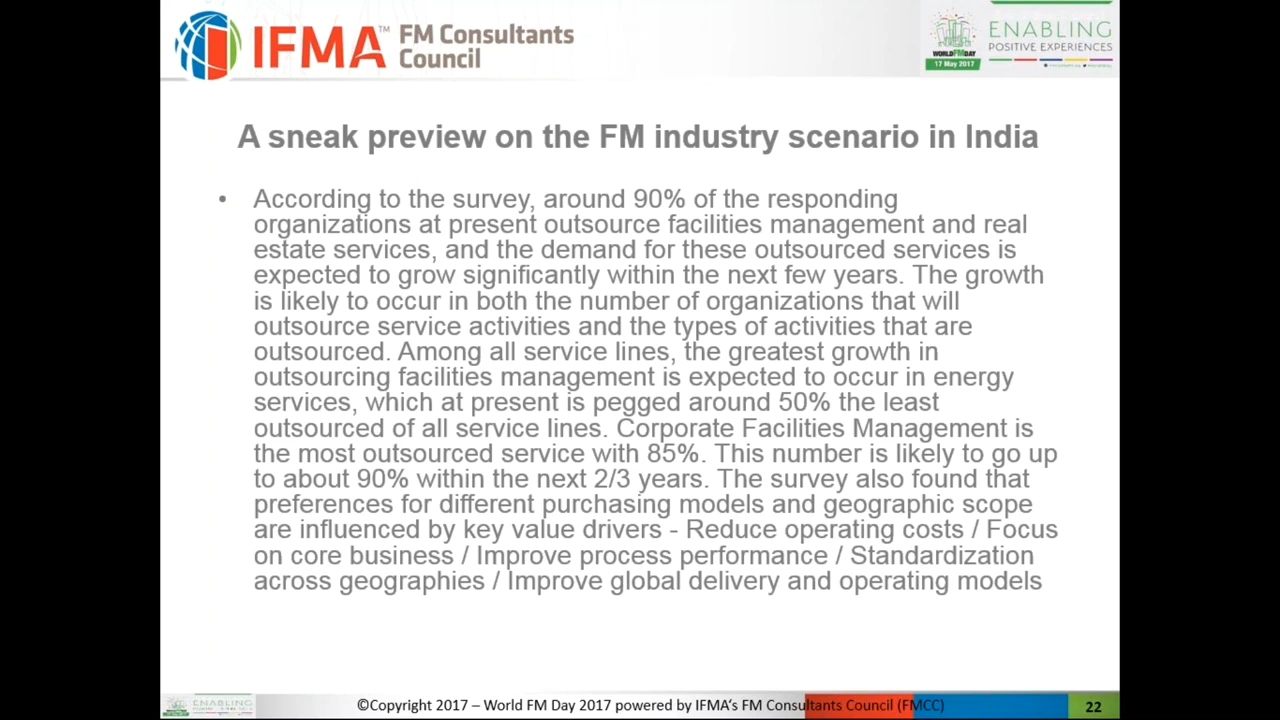 IFMA™ FM Consultants Council
WORLD FM DAY
17 May 2017
ENABLING
POSITIVE EXPERIENCES
A sneak preview on the FM industry scenario in India
• According to the survey, around 90% of the responding
organizations at present outsource facilities management and real
estate services, and the demand for these outsourced services is
expected to grow significantly within the next few years. The growth
is likely to occur in both the number of organizations that will
outsource service activities and the types of activities that are
outsourced. Among all service lines, the greatest growth in
outsourcing facilities management is expected to occur in energy
services, which at present is pegged around 50% the least
outsourced of all service lines. Corporate Facilities Management is
the most outsourced service with 85%. This number is likely to go up
to about 90% within the next 2/3 years. The survey also found that
preferences for different purchasing models and geographic scope
are influenced by key value drivers - Reduce operating costs / Focus
on core business / Improve process performance / Standardization
across geographies / Improve global delivery and operating models
ENABLING
©Copyright 2017 – World FM Day 2017 powered by IFMA's FM Consultants Council (FMCC)
22